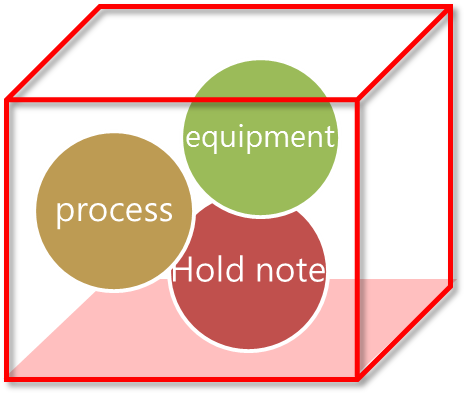 equipment
process
Hold note